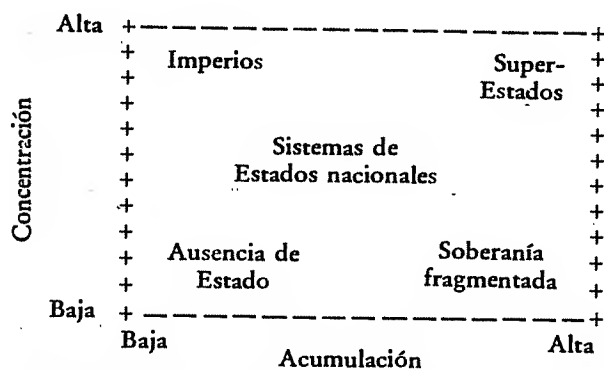 Alta
Imperios
Super-
Estados
Concentración
Sistemas de
Estados nacionales
Ausencia de
Estado
Soberanía
fragmentada
Baja
Baja
Alta
Acumulación